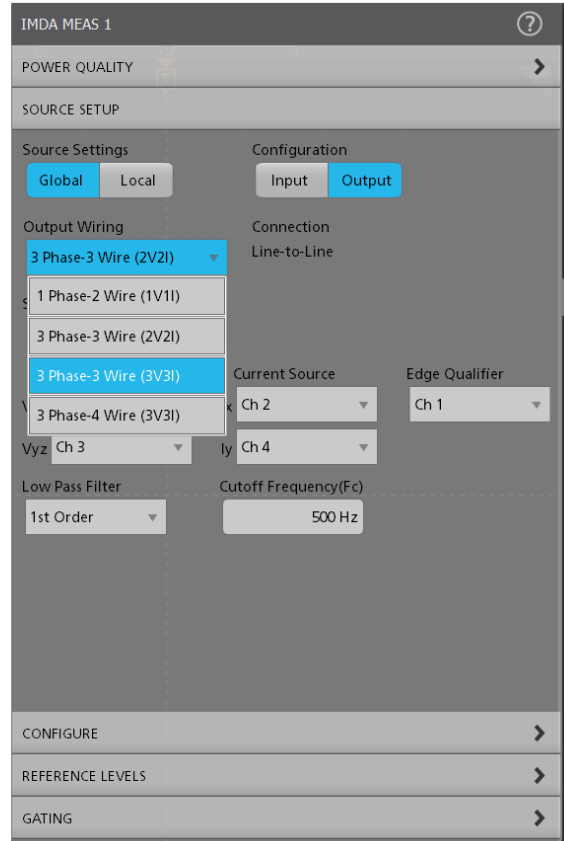 IMDA MEAS 1
?
POWER QUALITY
SOURCE SETUP
Source Settings
Configuration
Global Local
Input Output
Output Wiring
Connection
3 Phase-3 Wire (2V2I)
Line-to-Line
1 Phase-2 Wire (1V1I)
3 Phase-3 Wire (2V2I)
3 Phase-3 Wire (3V3I)
3 Phase-4 Wire (3V3I)
Current Source
Edge Qualifier
Ch 2
Ch 1
Vyz Ch 3
Iy Ch 4
Low Pass Filter
Cutoff Frequency(Fc)
1st Order
500 Hz
CONFIGURE
REFERENCE LEVELS
GATING